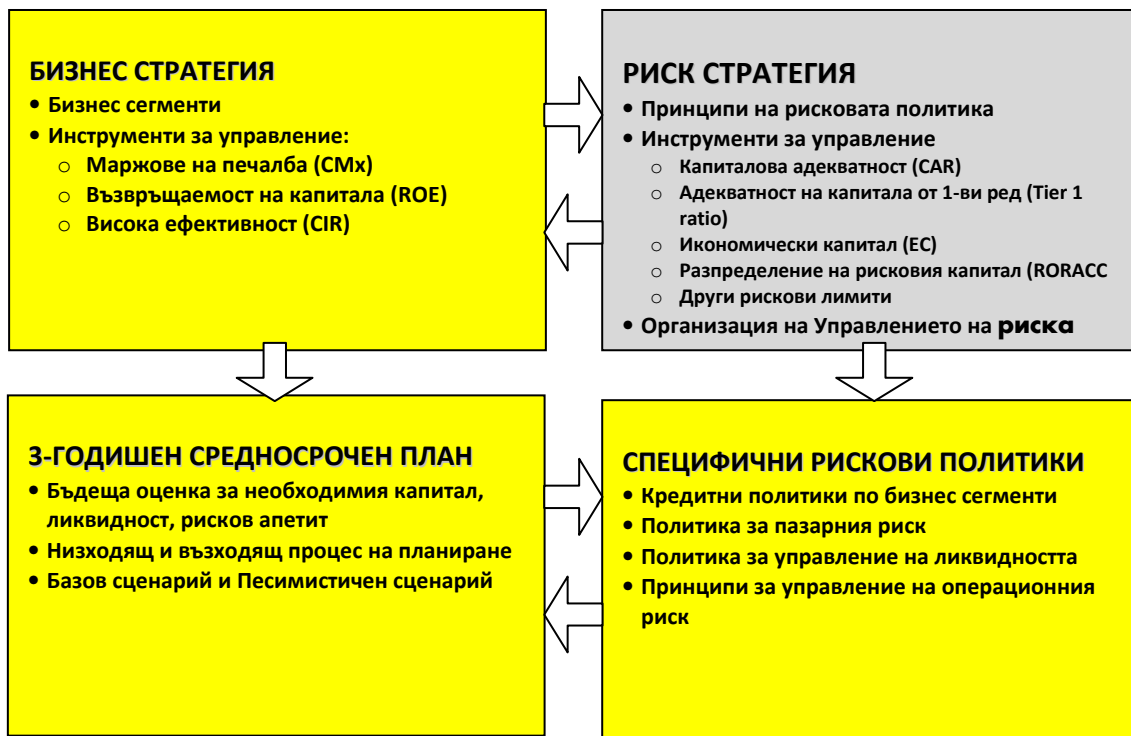 БИЗНЕС СТРАТЕГИЯ
• Бизнес сегменти
• Инструменти за управление:
o Маржове на печалба (CMx)
o Възвръщаемост на капитала (ROE)
o Висока ефективност (CIR)
РИСК СТРАТЕГИЯ
• Принципи на рисковата политика
• Инструменти за управление
o Капиталова адекватност (CAR)
o Адекватност на капитала от 1-ви ред (Tier 1
ratio)
o Икономически капитал (EC)
o Разпределение на рисковия капитал (RORACC
o Други рискови лимити
• Организация на Управлението на риска
3-ГОДИШЕН СРЕДНОСРОЧЕН ПЛАН
• Бъдеща оценка за необходимия капитал,
ликвидност, рисков апетит
• Низходящ и възходящ процес на планиране
• Базов сценарий и Песимистичен сценарий
СПЕЦИФИЧНИ РИСКОВИ ПОЛИТИКИ
• Кредитни политики по бизнес сегменти
• Политика за пазарния риск
• Политика за управление на ликвидността
• Принципи за управление на операционния
риск